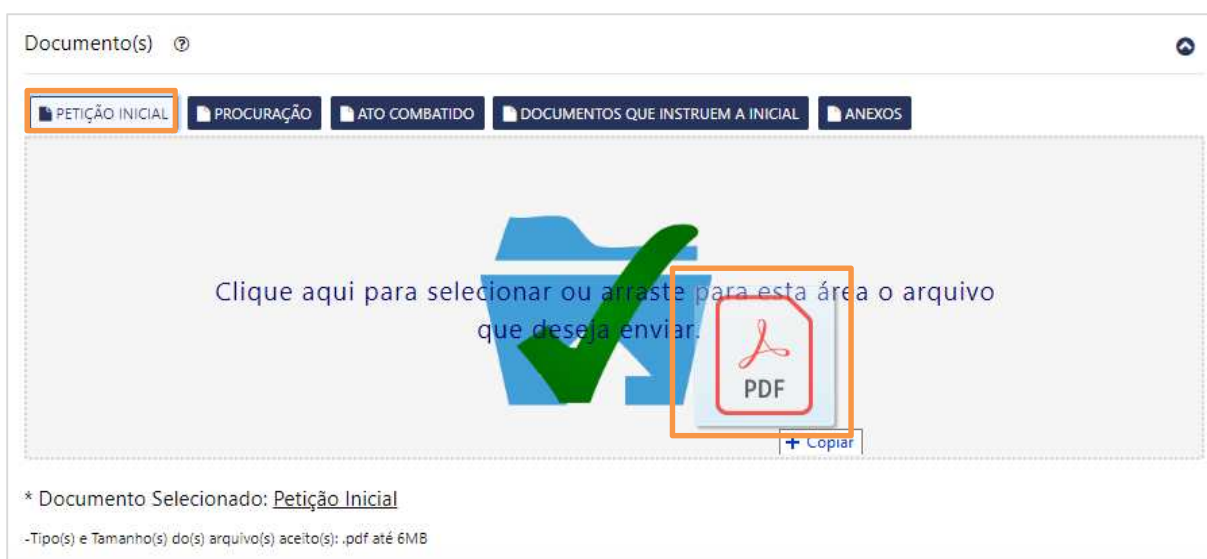 Documento(s) ?
PETIÇÃO INICIAL PROCURAÇÃO ATO COMBATIDO DOCUMENTOS QUE INSTRUEM A INICIAL ANEXOS
Clique aqui para selecionar ou arraste para esta área o arquivo
que deseja enviar.
PDF
+ Copiar
* Documento Selecionado: Petição Inicial
-Tipo(s) e Tamanho(s) do(s) arquivo(s) aceito(s): .pdf até 6MB